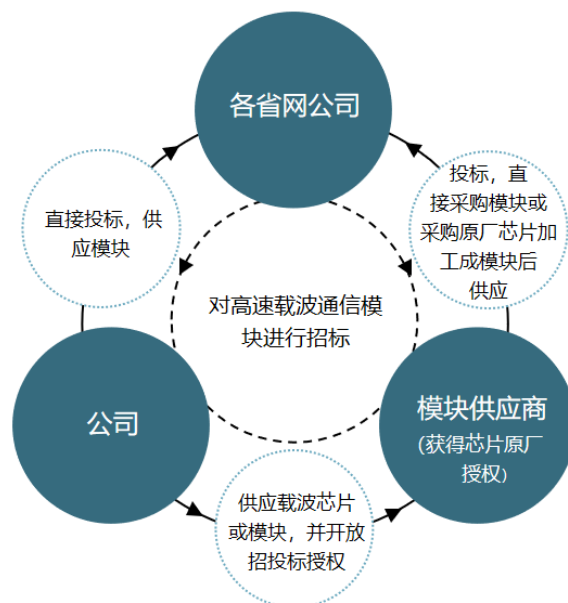 各省网公司
直接投标，供
应模块
投标，直
接采购模块或
采购原厂芯片加
工成模块后
供应
对高速载波通信模
块进行招标
公司
模块供应商
(获得芯片原厂
授权)
供应载波芯片
或模块，并开放
招投标授权